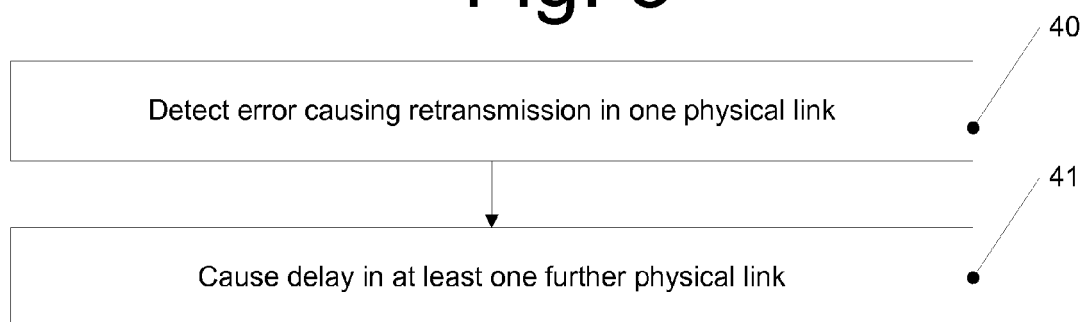 Fig.
40
Detect error causing retransmission in one physical link
41
Cause delay in at least one further physical link